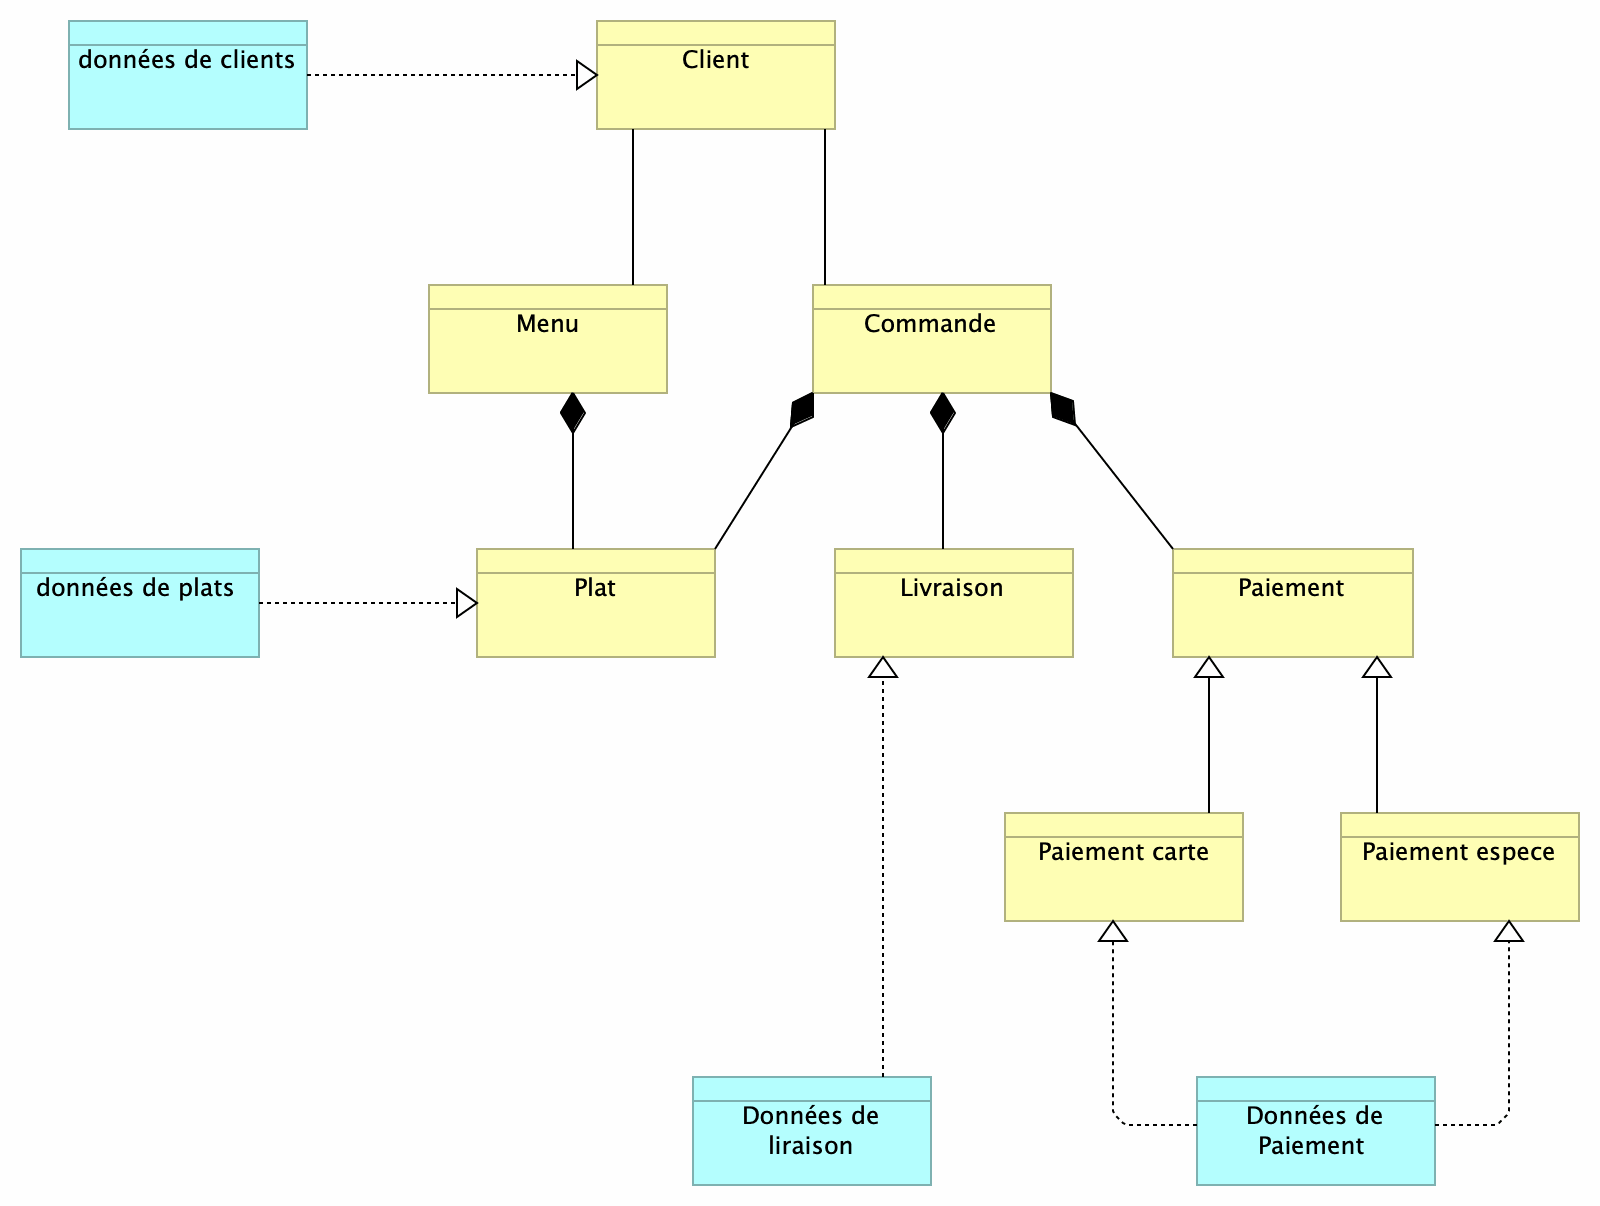 données de clients
Client
Menu
Commande
données de plats
Plat
Livraison
Paiement
Paiement carte
Paiement espece
Données de
liraison
Données de
Paiement